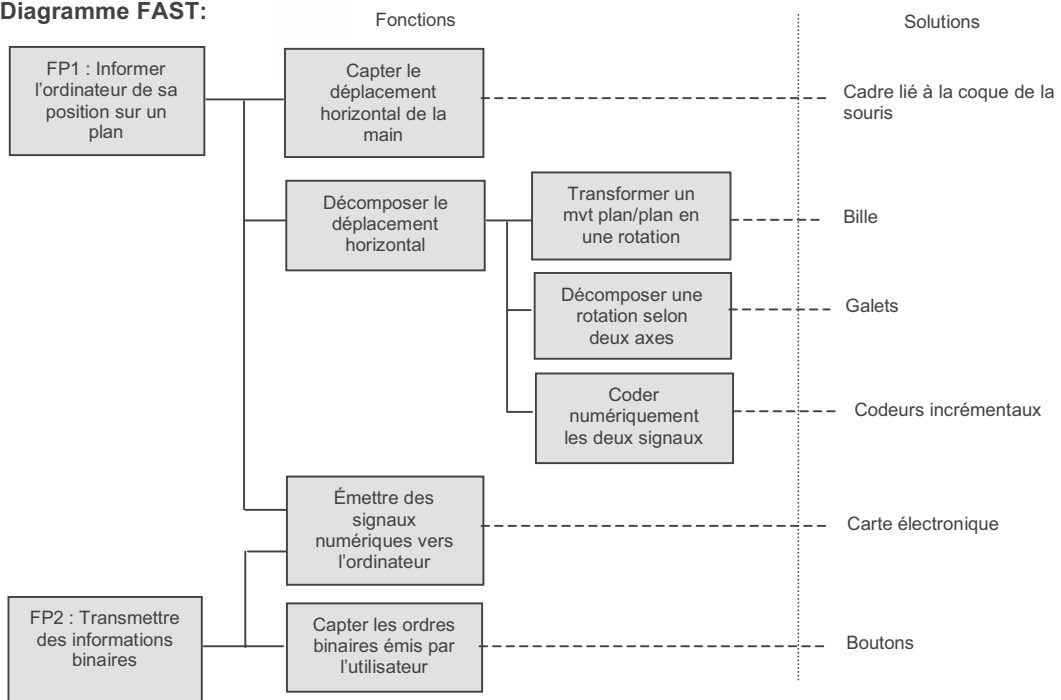 Diagramme FAST:
Fonctions
Solutions
FP1 : Informer
l’ordinateur de sa
position sur un
plan
Capter le
déplacement
horizontal de la
main
Cadre lié à la coque de la
souris
Décomposer le
déplacement
horizontal
Transformer un
mvt plan/plan en
une rotation
Bille
Décomposer une
rotation selon
deux axes
Galets
Coder
numériquement
les deux signaux
Codeurs incrémentaux
Émettre des
signaux
numériques vers
l’ordinateur
Carte électronique
FP2 : Transmettre
des informations
binaires
Capter les ordres
binaires émis par
l’utilisateur
Boutons